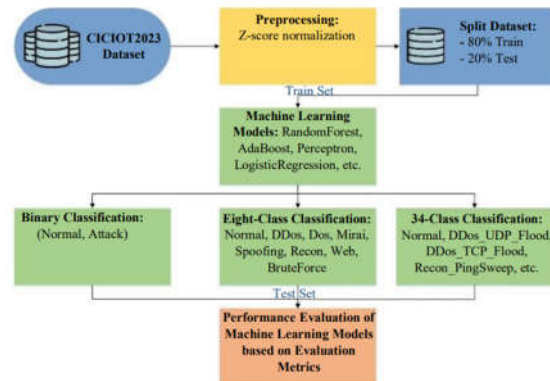 CICIOT2023
Dataset
Preprocessing:
Z-score normalization
Split Dataset:
- 80% Train
- 20% Test
Train Set
Machine Learning
Models: RandomForest,
AdaBoost, Perceptron,
LogisticRegression, etc.
Binary Classification:
(Normal, Attack)
Eight-Class Classification:
Normal, DDos, Dos, Mirai,
Spoofing, Recon, Web,
BruteForce
34-Class Classification:
Normal, DDos_UDP_Flood,
DDos_TCP_Flood,
Recon_PingSweep, etc.
Test Set
Performance Evaluation of
Machine Learning Models
based on Evaluation
Metrics